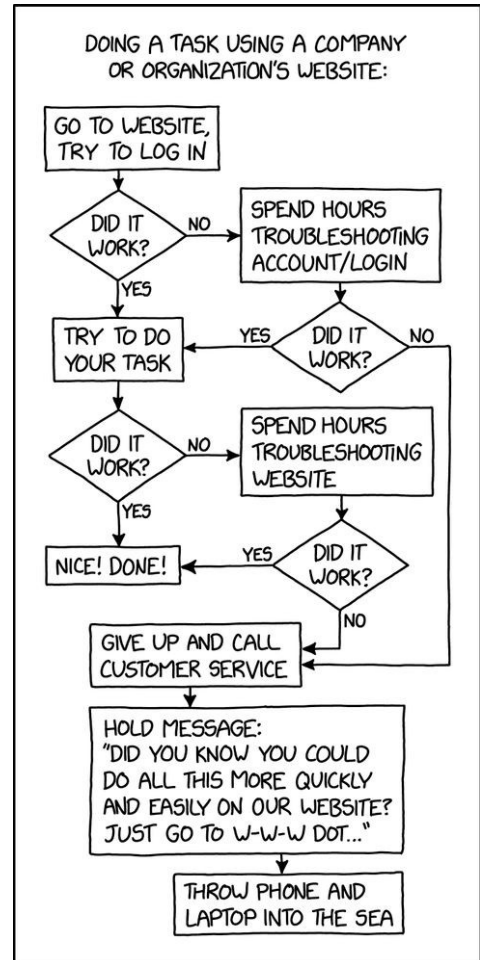 DOING A TASK USING A COMPANY
OR ORGANIZATION'S WEBSITE:
GO TO WEBSITE,
TRY TO LOG IN
DID IT
WORK?
NO
SPEND HOURS
TROUBLESHOOTING
ACCOUNT/LOGIN
YES
TRY TO DO
YOUR TASK
YES
DID IT
WORK?
NO
DID IT
WORK?
NO
SPEND HOURS
TROUBLESHOOTING
WEBSITE
YES
NICE! DONE!
YES
DID IT
WORK?
NO
GIVE UP AND CALL
CUSTOMER SERVICE
HOLD MESSAGE:
"DID YOU KNOW YOU COULD
DO ALL THIS MORE QUICKLY
AND EASILY ON OUR WEBSITE?
JUST GO TO W-W-W DOT..."
THROW PHONE AND
LAPTOP INTO THE SEA